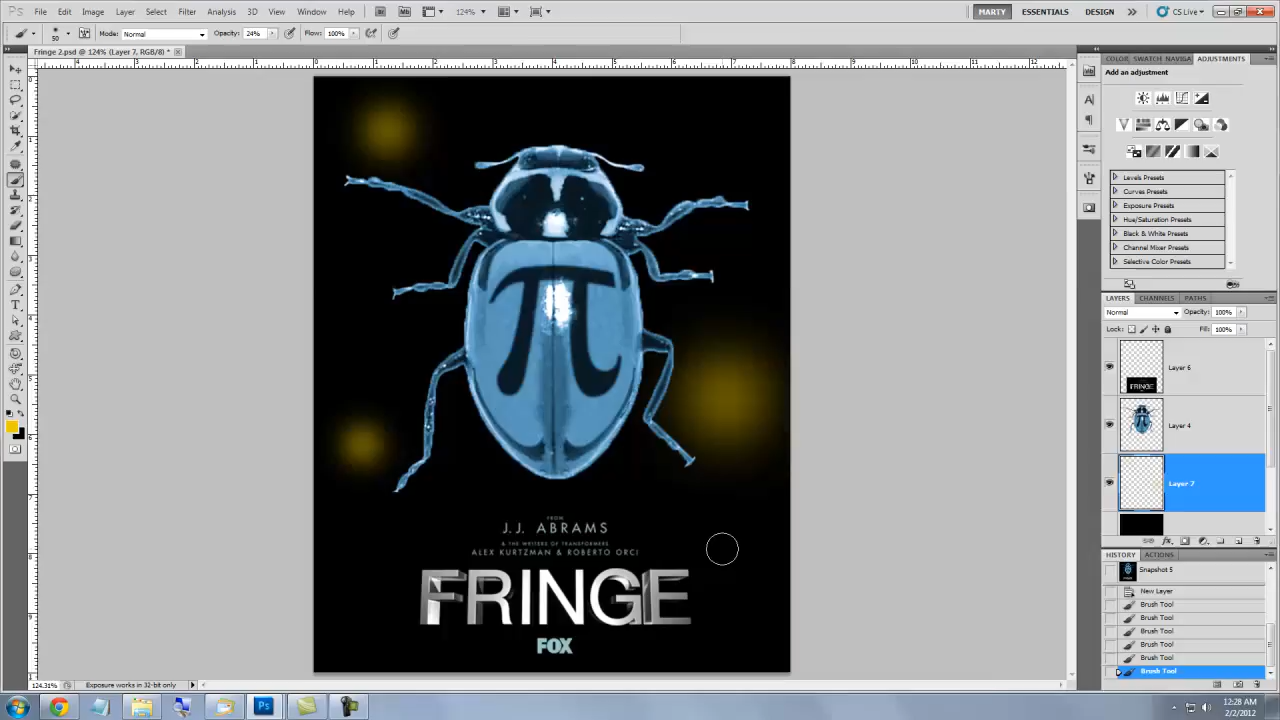 PS File Edit Image Layer Select Filter Analysis 3D View Window Help 124% MARTY ESSENTIALS DESIGN CS Live
50 Mode: Normal Opacity: 24% Flow: 100%
Fringe 2.psd @ 124% (Layer 7, RGB/8) *
COLOR SWATCH NAVIGA ADJUSTMENTS
Add an adjustment
Levels Presets
Curves Presets
Exposure Presets
Hue/Saturation Presets
Black & White Presets
Channel Mixer Presets
Selective Color Presets
LAYERS CHANNELS PATHS
Normal Opacity: 100%
Lock: Fill: 100%
Layer 6
Layer 4
Layer 7
HISTORY ACTIONS
Snapshot 5
New Layer
Brush Tool
Brush Tool
Brush Tool
Brush Tool
Brush Tool
Brush Tool
π
FROM
J.J. ABRAMS
& THE WRITERS OF TRANSFORMERS
ALEX KURTZMAN & ROBERTO ORCI
FRINGE
FOX
124.31% Exposure works in 32-bit only
Ps
12:28 AM
2/2/2012